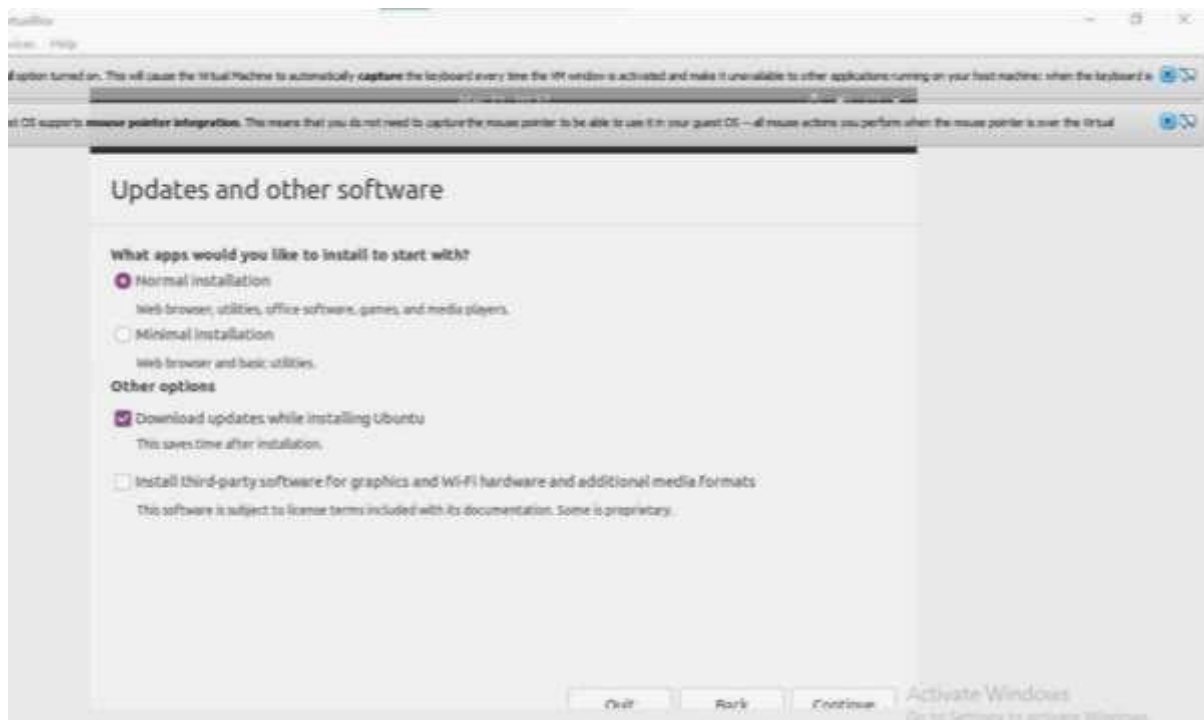 Help
option turned on. This will cause the Virtual Machine to automatically capture the keyboard every time the VM window is activated and make it unavailable to other applications running on your host machine: when the keyboard is
OS supports mouse pointer integration. This means that you do not need to capture the mouse pointer to be able to use it in your guest OS -- all mouse actions you perform when the mouse pointer is over the Virtual
Updates and other software
What apps would you like to install to start with?
Normal installation
Web browser, utilities, office software, games, and media players.
Minimal installation
Web browser and basic utilities.
Other options
Download updates while installing Ubuntu
This saves time after installation.
Install third-party software for graphics and Wi-Fi hardware and additional media formats
This software is subject to license terms included with its documentation. Some is proprietary.
Quit Back Continue
Activate Windows
Go to Settings to activate Windows.